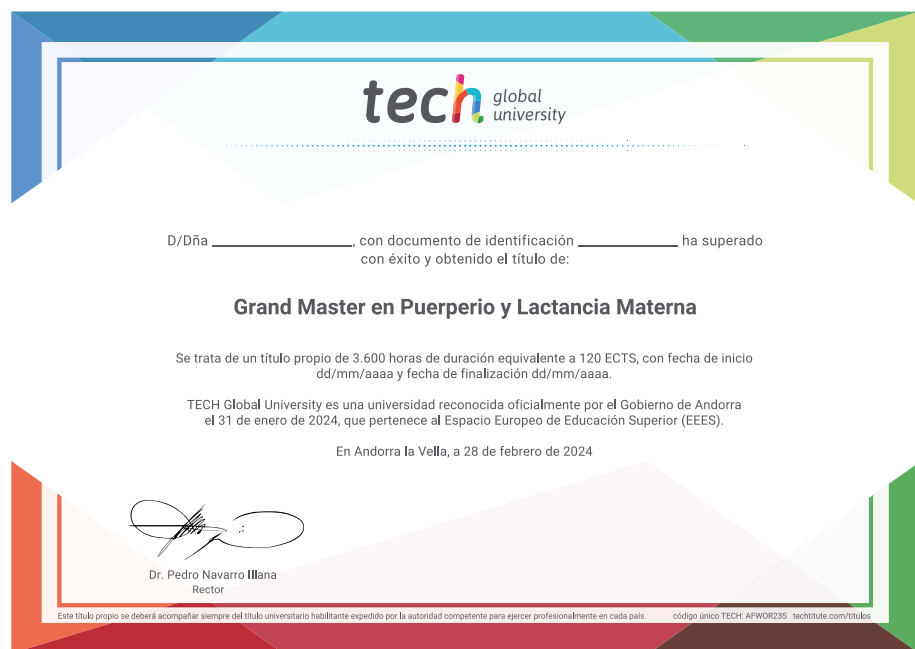 tech global university
D/Dña ______________, con documento de identificación __________ ha superado
con éxito y obtenido el título de:
Grand Master en Puerperio y Lactancia Materna
Se trata de un título propio de 3.600 horas de duración equivalente a 120 ECTS, con fecha de inicio
dd/mm/aaaa y fecha de finalización dd/mm/aaaa.
TECH Global University es una universidad reconocida oficialmente por el Gobierno de Andorra
el 31 de enero de 2024, que pertenece al Espacio Europeo de Educación Superior (EEES).
En Andorra la Vella, a 28 de febrero de 2024
Dr. Pedro Navarro Illana
Rector
Este título propio se deberá acompañar siempre del título universitario habilitante expedido por la autoridad competente para ejercer profesionalmente en cada país. código único TECH: AFWOR23S techtitute.com/titulos